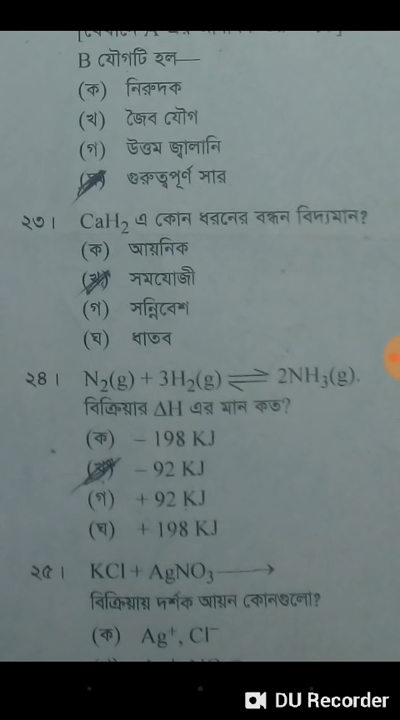 B যৌগটি হল—
(ক) নিরুদক
(খ) জৈব যৌগ
(গ) উত্তম জ্বালানি
(ঘ) গুরুত্বপূর্ণ সার
২৩। CaH₂ এ কোন ধরনের বন্ধন বিদ্যমান?
(ক) আয়নিক
(খ) সমযোজী
(গ) সন্নিবেশ
(ঘ) ধাতব
২৪। N₂(g) + 3H₂(g) ⇌ 2NH₃(g).
বিক্রিয়ার ΔH এর মান কত?
(ক) – 198 KJ
(খ) – 92 KJ
(গ) + 92 KJ
(ঘ) + 198 KJ
২৫। KCl + AgNO₃ ⟶
বিক্রিয়ায় দর্শক আয়ন কোনগুলো?
(ক) Ag⁺, Cl⁻
DU Recorder